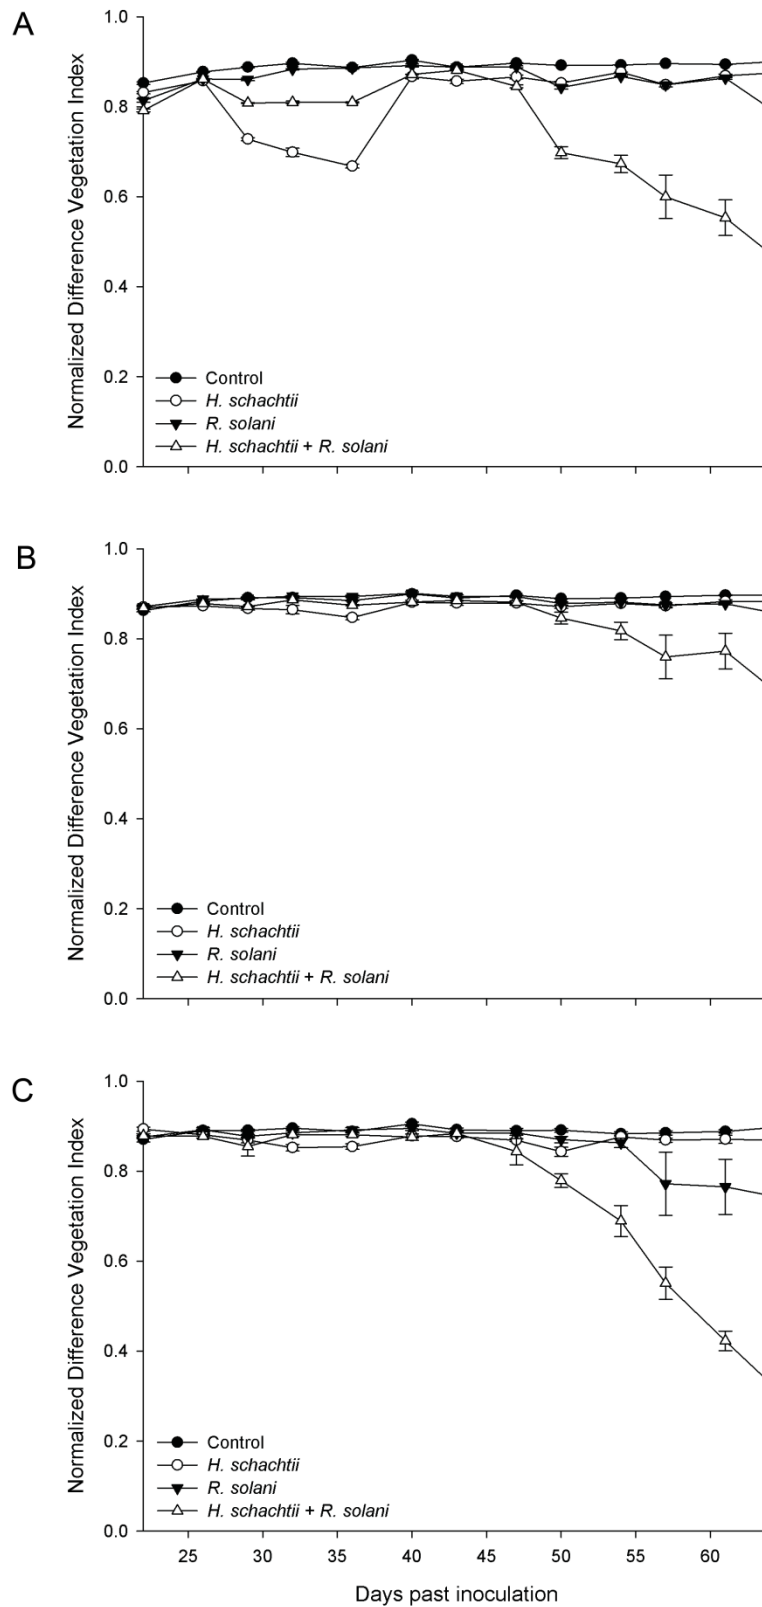 A
Normalized Difference Vegetation Index
1.0
0.8
0.6
0.4
0.2
0.0
Control
H. schachtii
R. solani
H. schachtii + R. solani
B
Normalized Difference Vegetation Index
1.0
0.8
0.6
0.4
0.2
0.0
Control
H. schachtii
R. solani
H. schachtii + R. solani
C
Normalized Difference Vegetation Index
1.0
0.8
0.6
0.4
0.2
0.0
Control
H. schachtii
R. solani
H. schachtii + R. solani
25 30 35 40 45 50 55 60
Days past inoculation